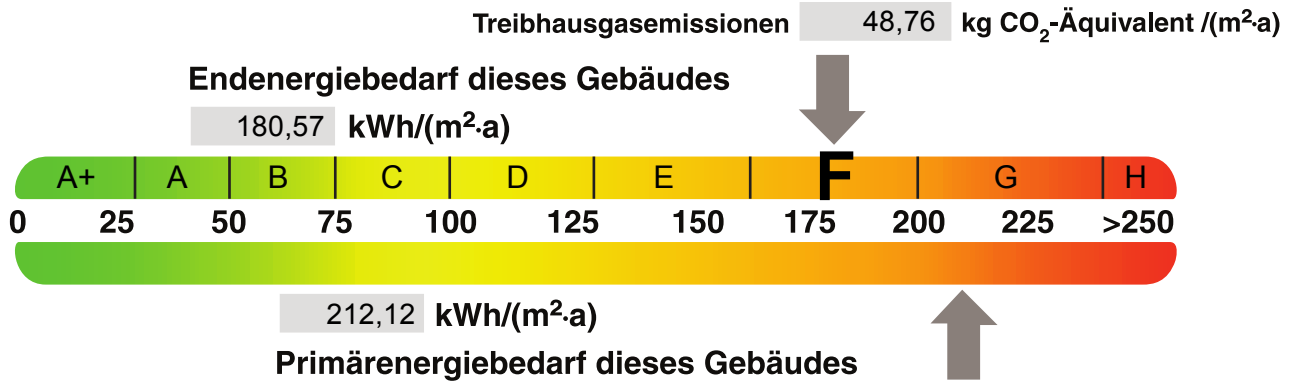 Treibhausgasemissionen 48,76 kg CO₂-Äquivalent /(m²·a)
Endenergiebedarf dieses Gebäudes
180,57 kWh/(m²·a)
A+ A B C D E F G H
0 25 50 75 100 125 150 175 200 225 >250
212,12 kWh/(m²·a)
Primärenergiebedarf dieses Gebäudes